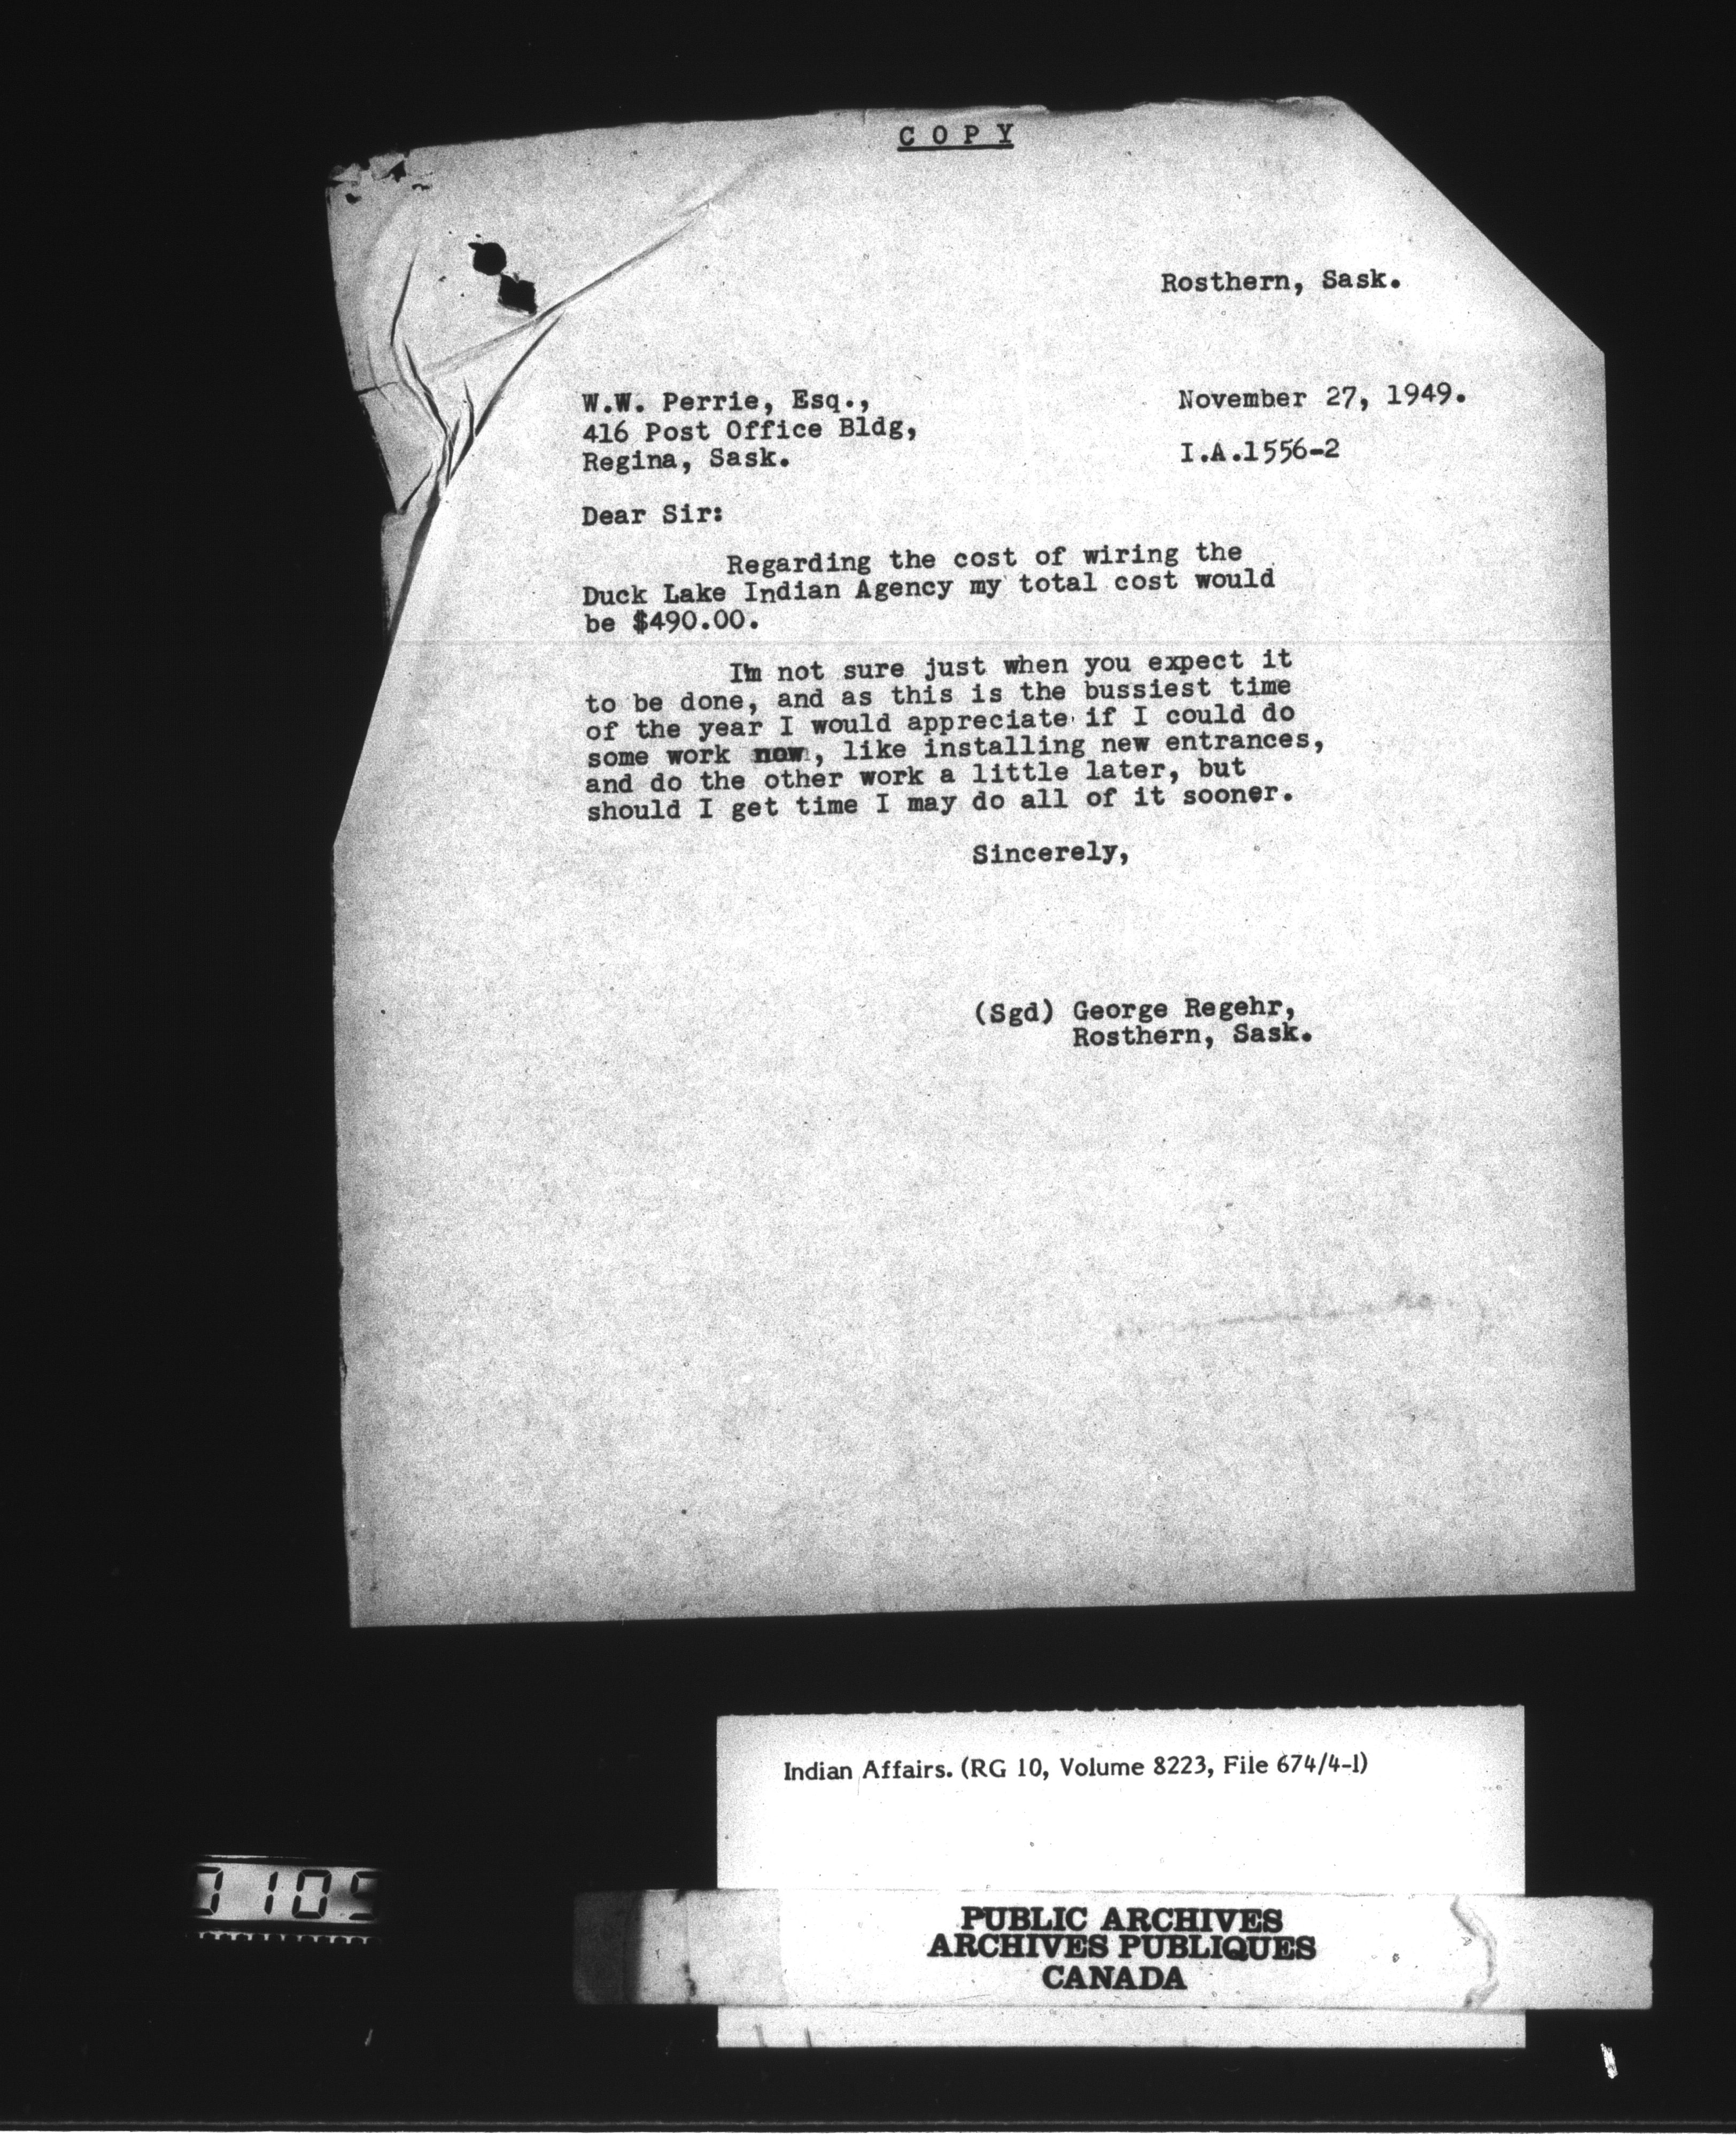 C O P Y
Rosthern, Sask.
W.W. Perrie, Esq.,
416 Post Office Bldg,
Regina, Sask.
November 27, 1949.
I.A.1556-2
Dear Sir:
Regarding the cost of wiring the
Duck Lake Indian Agency my total cost would
be $490.00.
I'm not sure just when you expect it
to be done, and as this is the bussiest time
of the year I would appreciate if I could do
some work now, like installing new entrances,
and do the other work a little later, but
should I get time I may do all of it sooner.
Sincerely,
(Sgd) George Regehr,
Rosthern, Sask.
Indian Affairs. (RG 10, Volume 8223, File 674/4-1)
PUBLIC ARCHIVES
ARCHIVES PUBLIQUES
CANADA